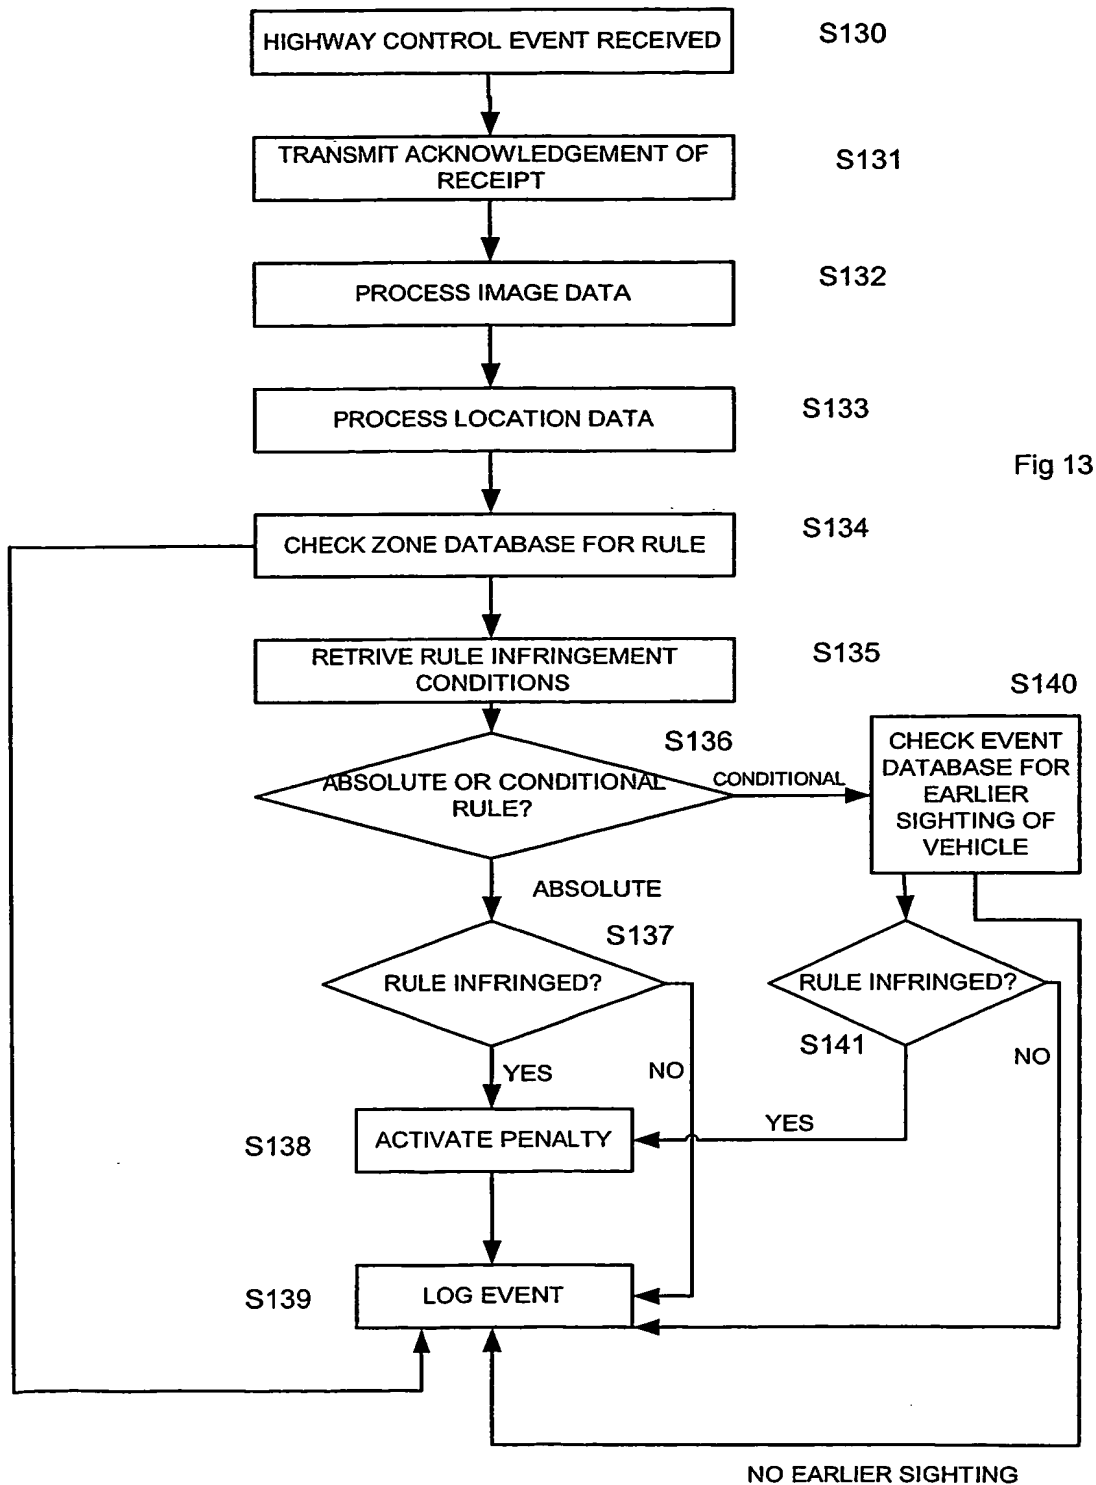 HIGHWAY CONTROL EVENT RECEIVED
S130
TRANSMIT ACKNOWLEDGEMENT OF
RECEIPT
S131
PROCESS IMAGE DATA
S132
PROCESS LOCATION DATA
S133
Fig 13
CHECK ZONE DATABASE FOR RULE
S134
RETRIVE RULE INFRINGEMENT
CONDITIONS
S135
S140
CHECK EVENT
DATABASE FOR
EARLIER
SIGHTING OF
VEHICLE
S136
ABSOLUTE OR CONDITIONAL
RULE?
CONDITIONAL
ABSOLUTE
S137
RULE INFRINGED?
RULE INFRINGED?
S141
YES
NO
NO
YES
S138
ACTIVATE PENALTY
S139
LOG EVENT
NO EARLIER SIGHTING